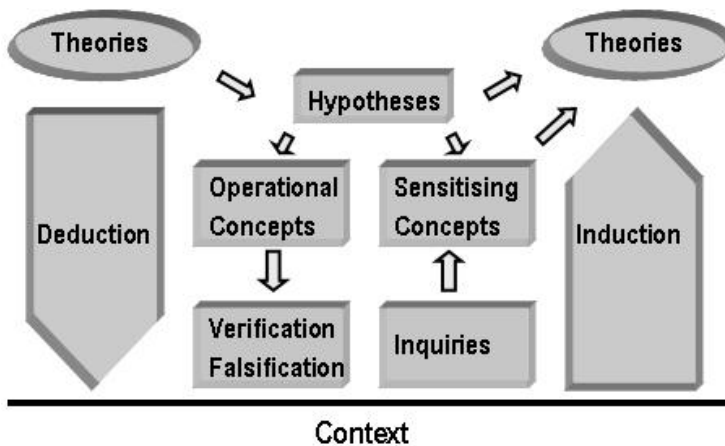 Theories
Theories
Hypotheses
Operational
Concepts
Sensitising
Concepts
Deduction
Induction
Verification
Falsification
Inquiries
Context